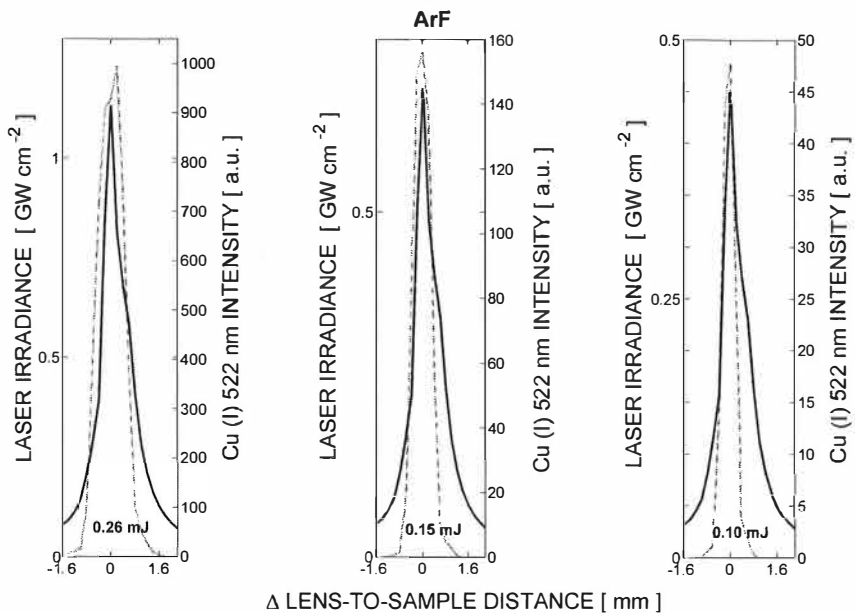 ArF
LASER IRRADIANCE [ GW cm-2 ]
1
0.5
0
1000
900
800
700
600
500
400
300
200
100
0
Cu (I) 522 nm INTENSITY [ a.u. ]
0.26 mJ
-1.6 0 1.6
LASER IRRADIANCE [ GW cm-2 ]
0.5
0
160
140
120
100
80
60
40
20
0
Cu (I) 522 nm INTENSITY [ a.u. ]
0.15 mJ
-1.6 0 1.6
LASER IRRADIANCE [ GW cm-2 ]
0.5
0.25
0
50
45
40
35
30
25
20
15
10
5
0
Cu (I) 522 nm INTENSITY [ a.u. ]
0.10 mJ
-1.6 0 1.6
Δ LENS-TO-SAMPLE DISTANCE [ mm ]